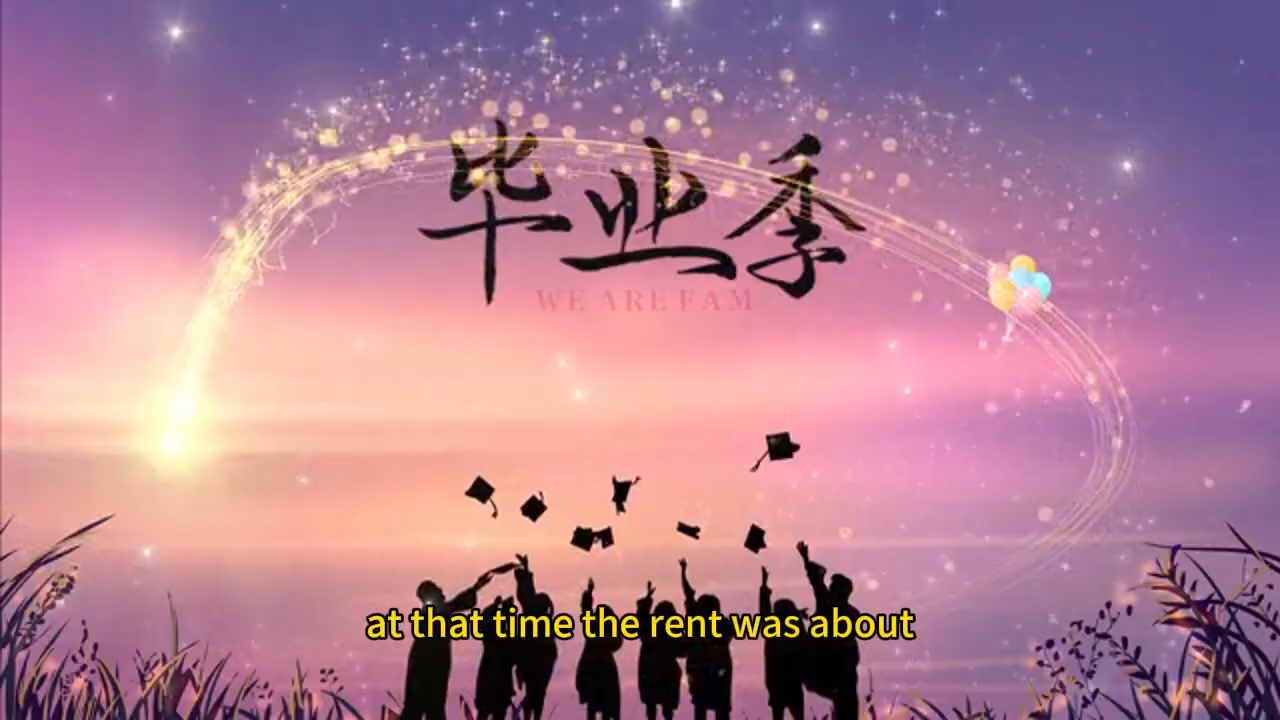 毕业季
WE ARE FAM
at that time the rent was about